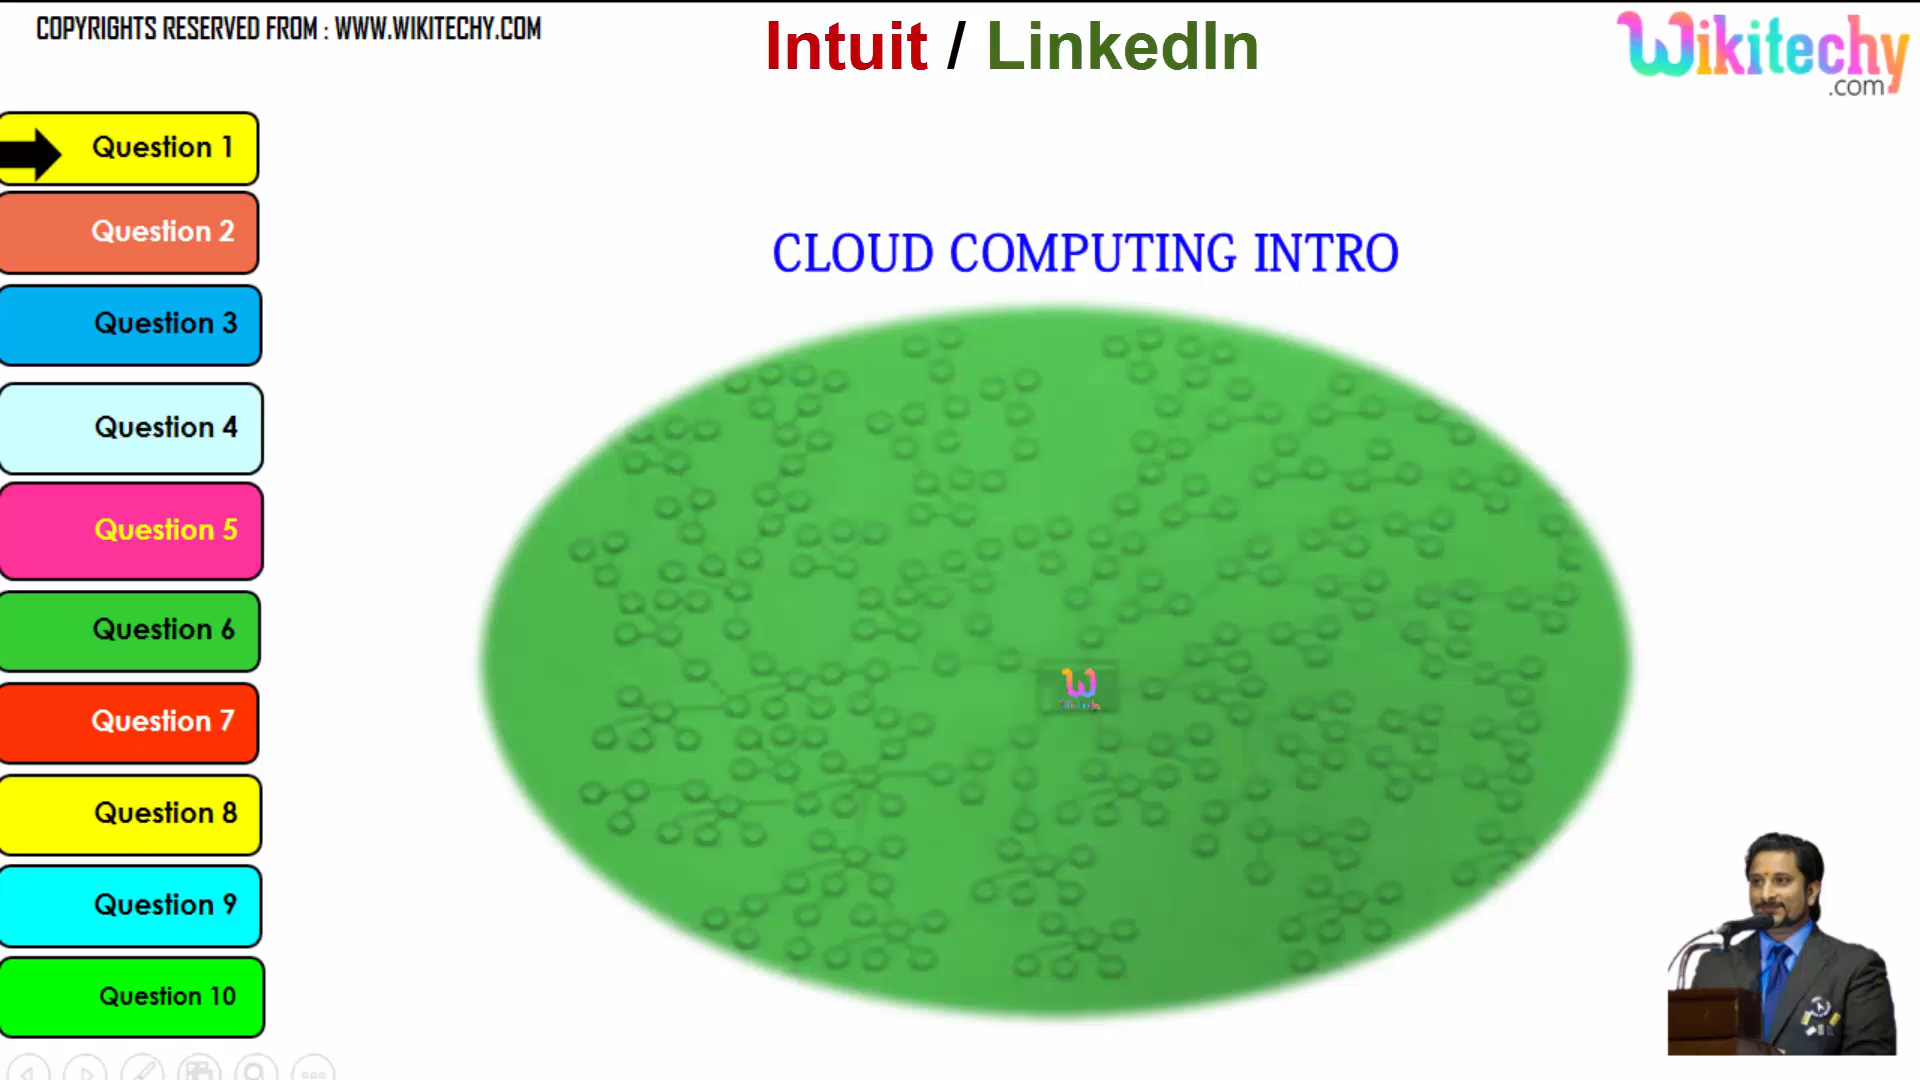 COPYRIGHTS RESERVED FROM : WWW.WIKITECHY.COM
Intuit / LinkedIn
Wikitechy
.com
Question 1
Question 2
Question 3
Question 4
Question 5
Question 6
Question 7
Question 8
Question 9
Question 10
CLOUD COMPUTING INTRO
W
Wikitechy